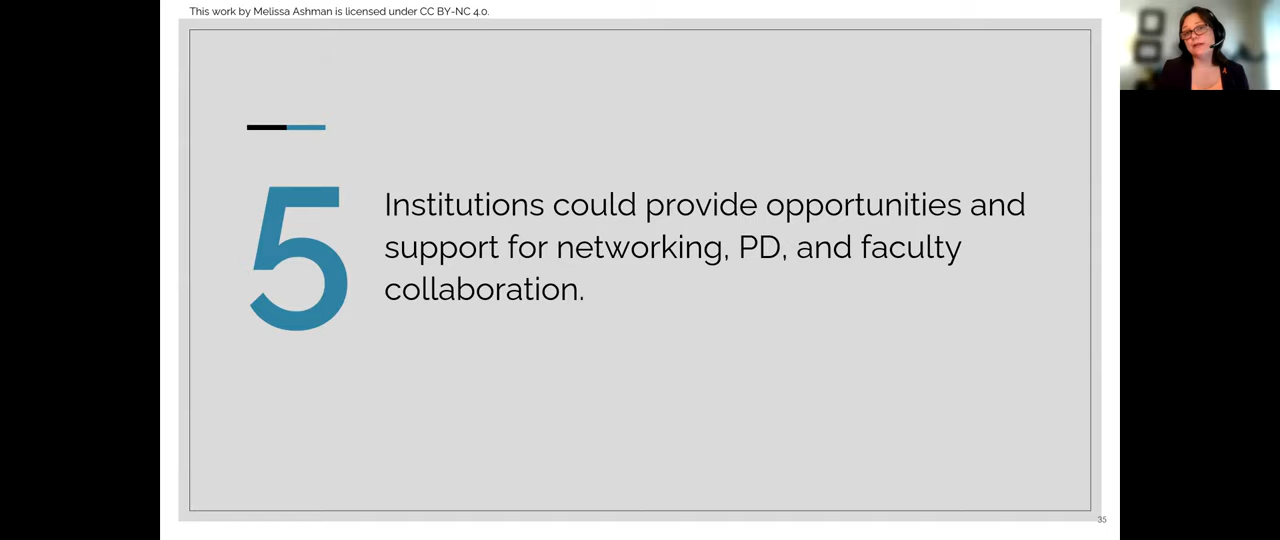 This work by Melissa Ashman is licensed under CC BY-NC 4.0.
5
Institutions could provide opportunities and
support for networking, PD, and faculty
collaboration.
35